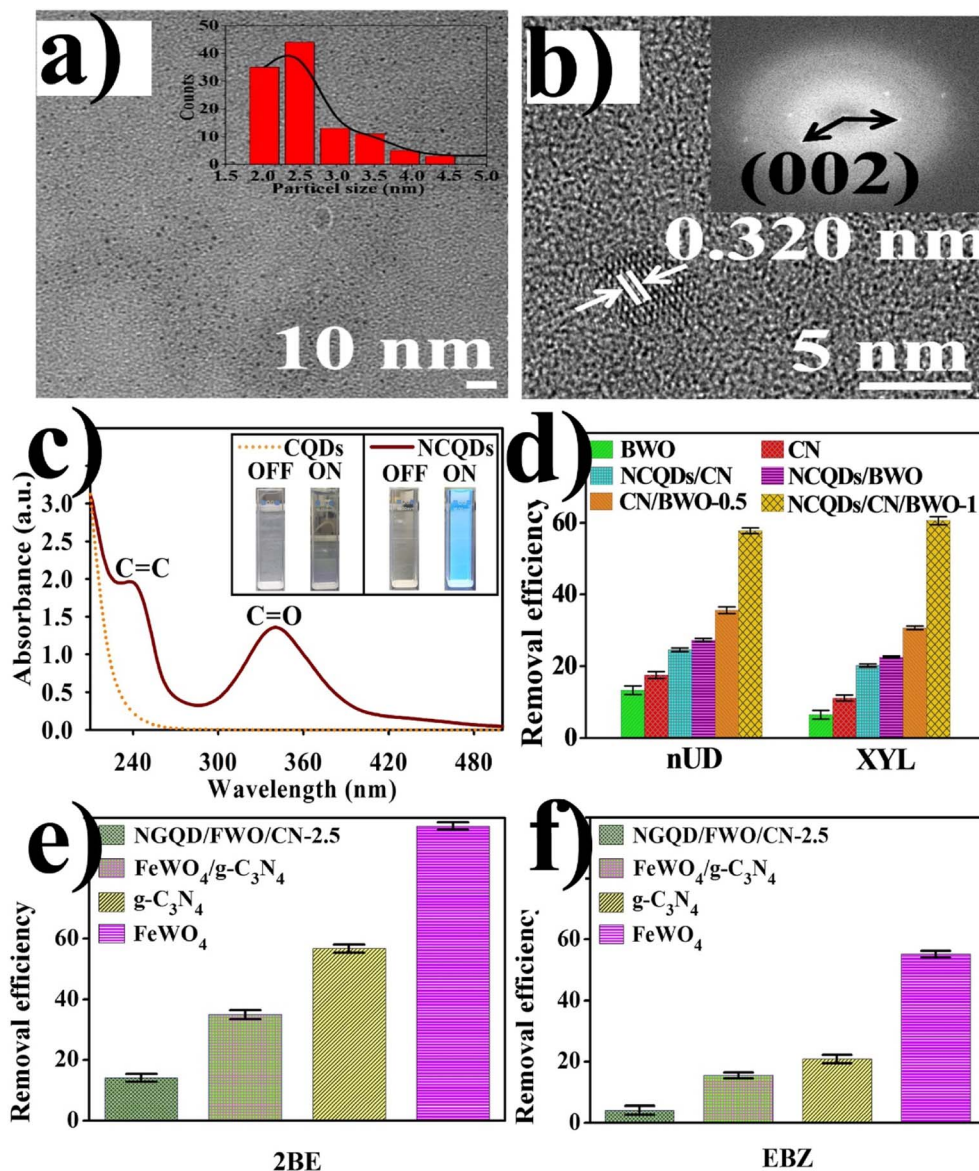 a)
50
40
30
20
10
0
Counts
1.5 2.0 2.5 3.0 3.5 4.0 4.5 5.0
Particel size (nm)
10 nm
b)
(002)
0.320 nm
5 nm
c)
CQDs NCQDs
OFF ON OFF ON
3.0
2.5
2.0
1.5
1.0
0.5
0.0
Absorbance (a.u.)
C=C
C=O
240 300 360 420 480
Wavelength (nm)
d)
BWO CN
NCQDs/CN NCQDs/BWO
CN/BWO-0.5 NCQDs/CN/BWO-1
60
40
20
0
Removal efficiency
nUD XYL
e)
NGQD/FWO/CN-2.5
FeWO₄/g-C₃N₄
g-C₃N₄
FeWO₄
60
40
20
0
Removal efficiency
2BE
f)
NGQD/FWO/CN-2.5
FeWO₄/g-C₃N₄
g-C₃N₄
FeWO₄
60
40
20
0
Removal efficiency
EBZ